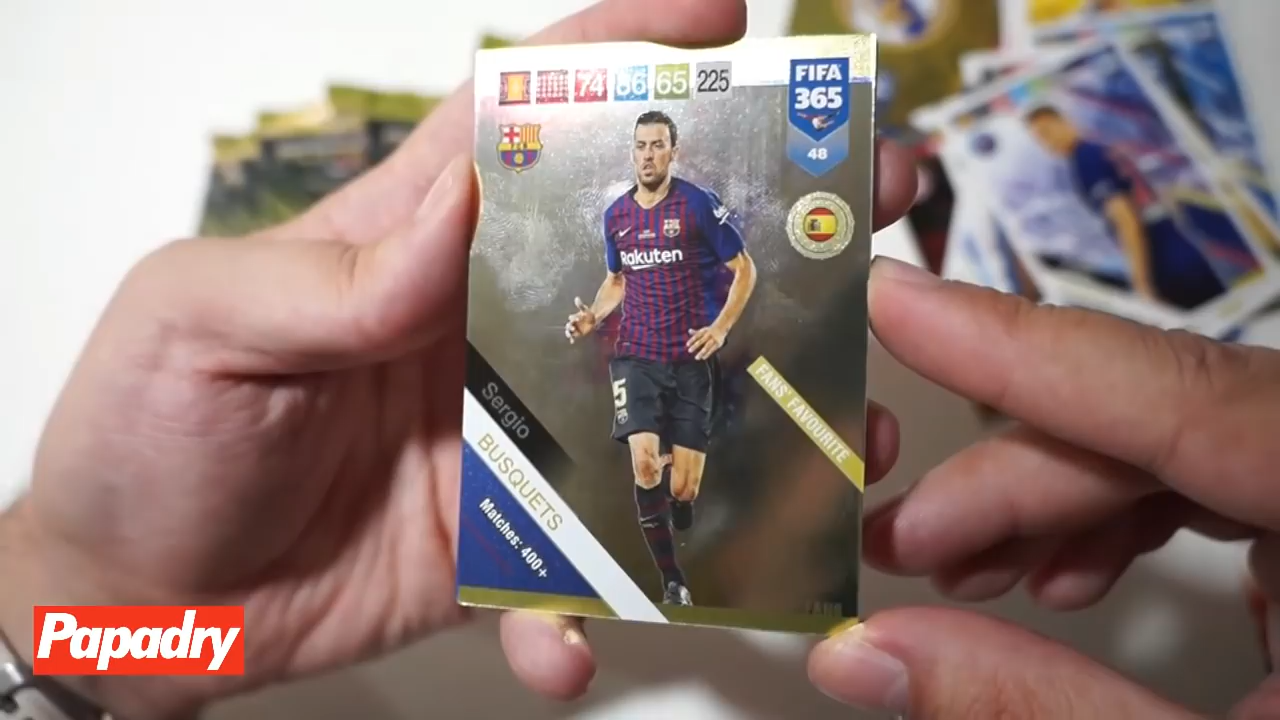 74 86 65 225
FIFA
365
48
Rakuten
5
FANS' FAVOURITE
Sergio
BUSQUETS
Matches: 400+
Papadry